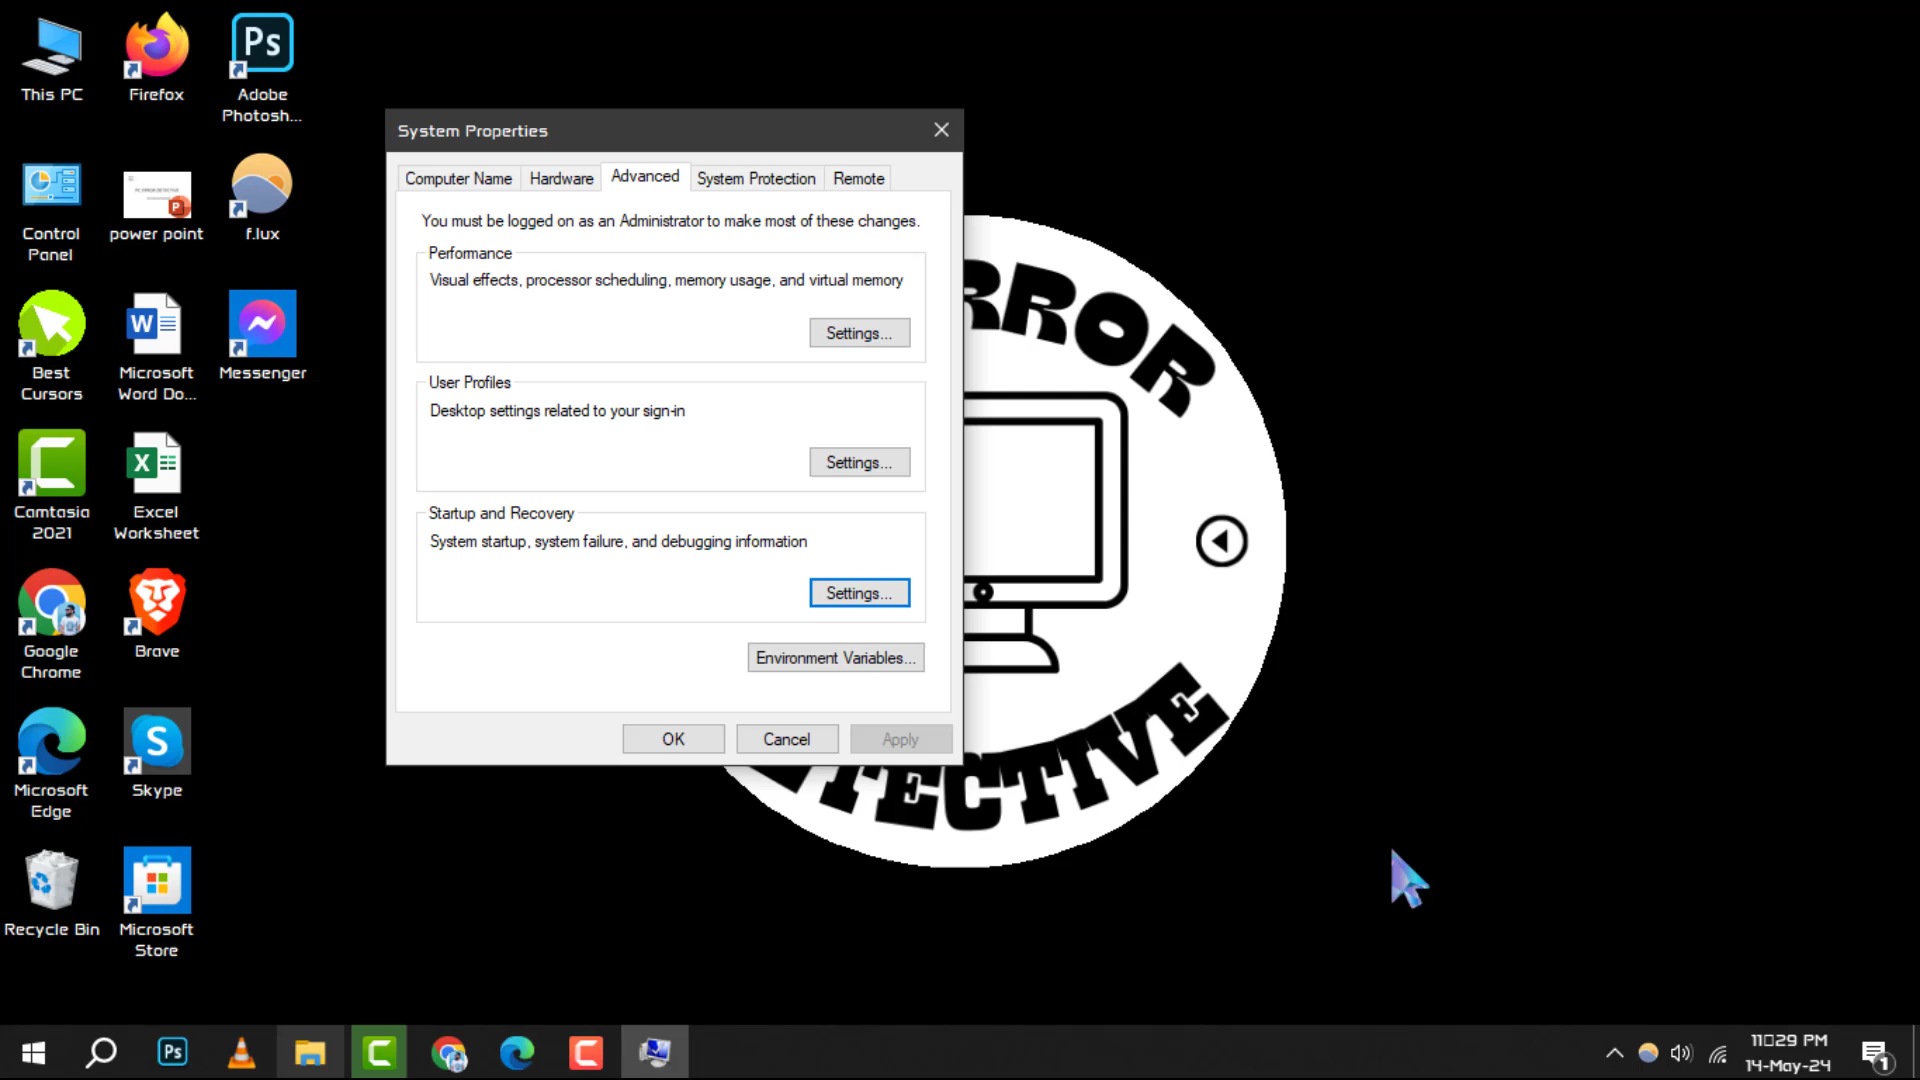 This PC
Firefox
Ps
Adobe
Photosh...
Control
Panel
power point
f.lux
Best
Cursors
W
Microsoft
Word Do...
Messenger
Camtasia
2021
X
Excel
Worksheet
Google
Chrome
Brave
Microsoft
Edge
S
Skype
Recycle Bin
Microsoft
Store
System Properties
Computer Name
Hardware
Advanced
System Protection
Remote
You must be logged on as an Administrator to make most of these changes.
Performance
Visual effects, processor scheduling, memory usage, and virtual memory
Settings...
User Profiles
Desktop settings related to your sign-in
Settings...
Startup and Recovery
System startup, system failure, and debugging information
Settings...
Environment Variables...
OK
Cancel
Apply
Ps
11▯29 PM
14-May-24
1